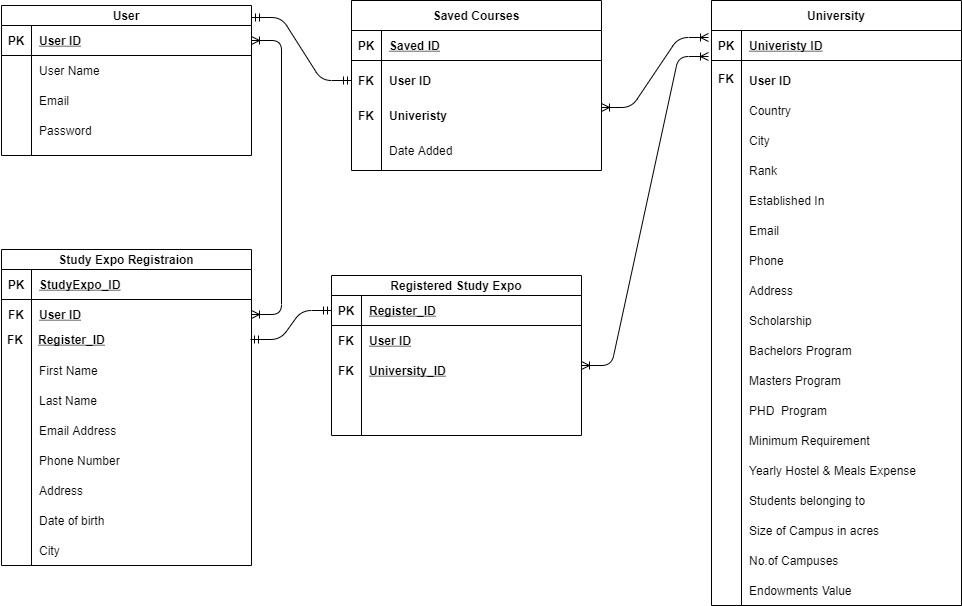 User
PK User ID
User Name
Email
Password
Saved Courses
PK Saved ID
FK User ID
FK Univeristy
Date Added
University
PK Univeristy ID
FK User ID
Country
City
Rank
Established In
Email
Phone
Address
Scholarship
Bachelors Program
Masters Program
PHD Program
Minimum Requirement
Yearly Hostel & Meals Expense
Students belonging to
Size of Campus in acres
No.of Campuses
Endowments Value
Study Expo Registraion
PK StudyExpo_ID
FK User ID
FK Register_ID
First Name
Last Name
Email Address
Phone Number
Address
Date of birth
City
Registered Study Expo
PK Register_ID
FK User ID
FK University_ID